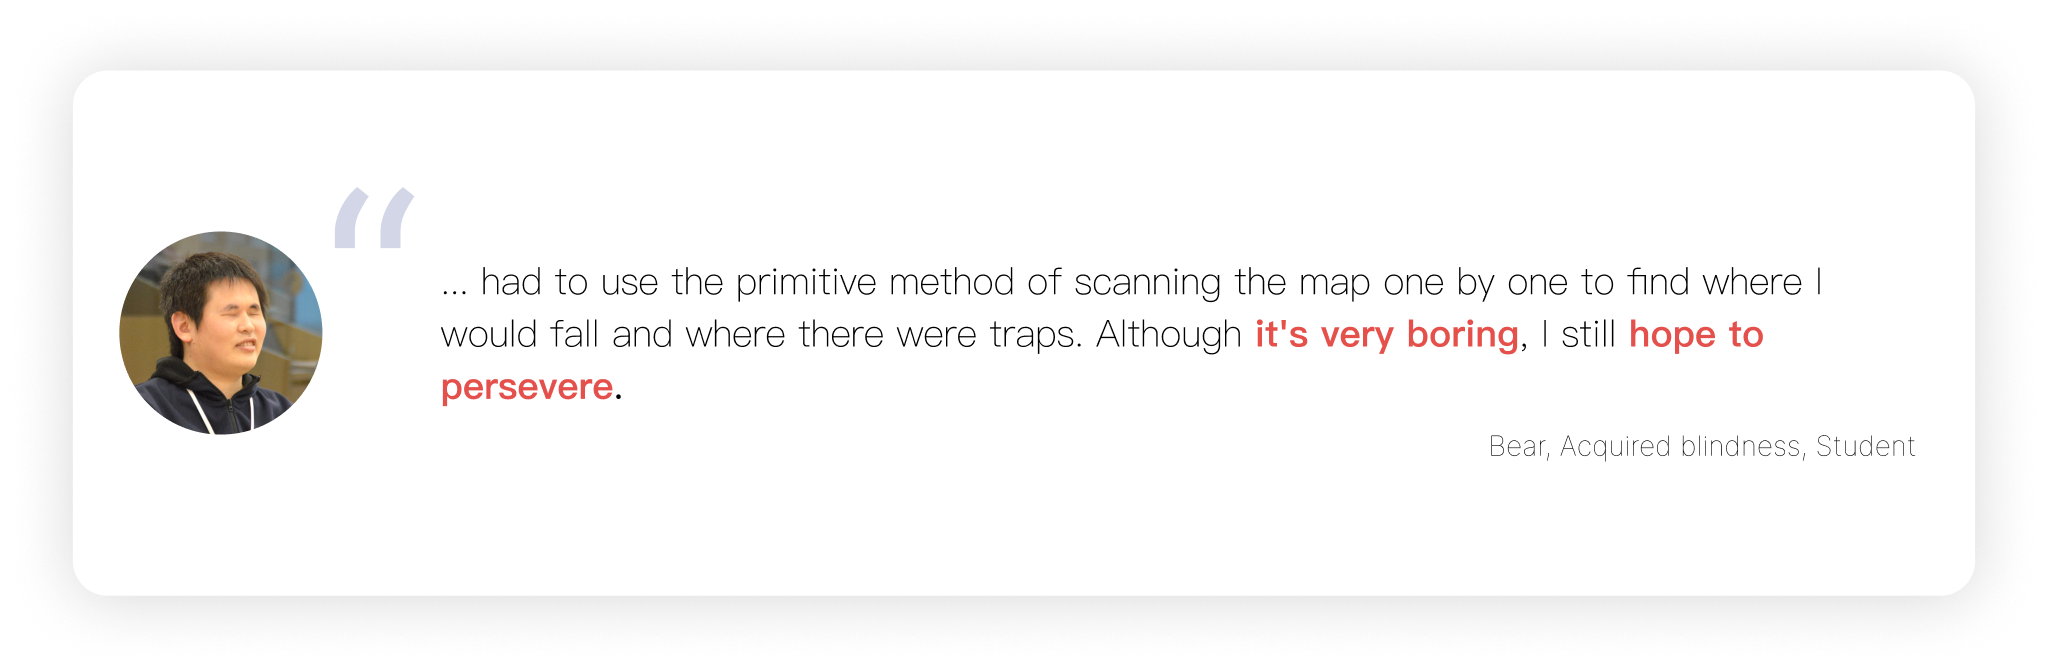 “
... had to use the primitive method of scanning the map one by one to find where I
would fall and where there were traps. Although it's very boring, I still hope to
persevere.
Bear, Acquired blindness, Student